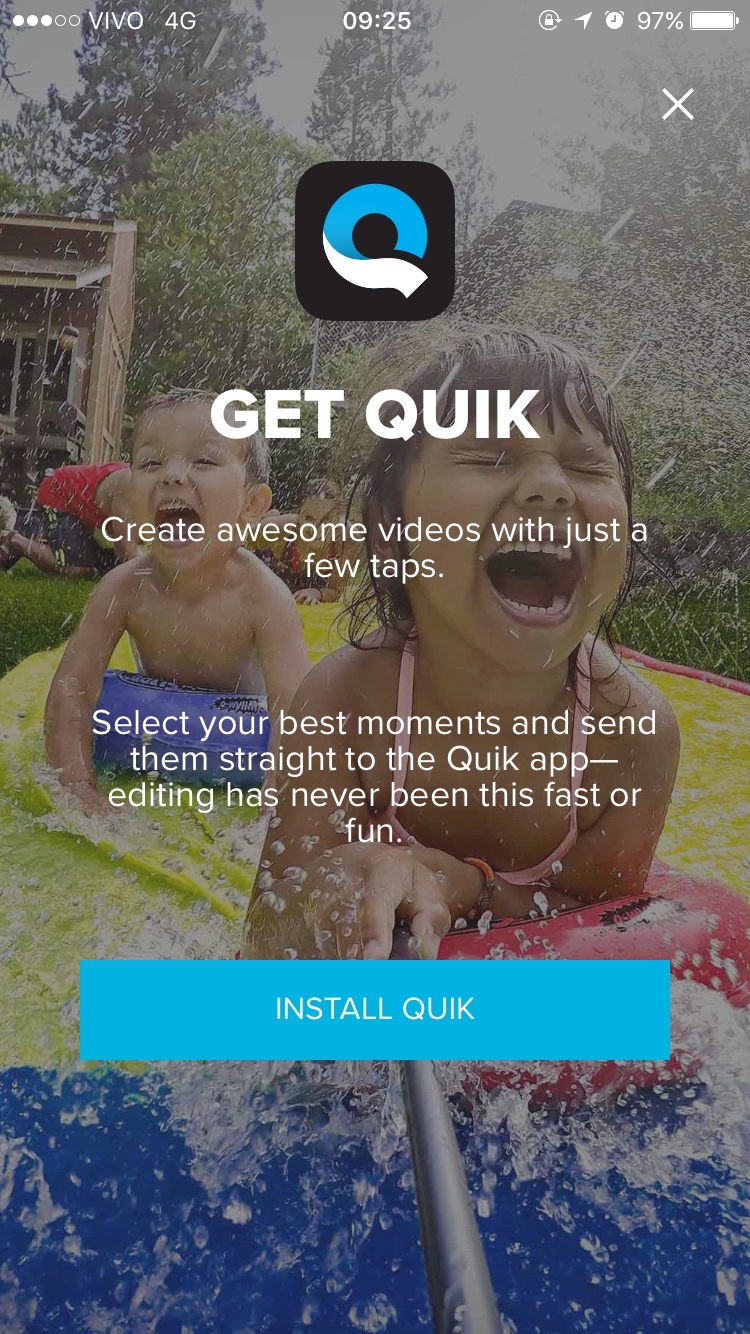 VIVO 4G 09:25 97%
GET QUIK
Create awesome videos with just a
few taps.
Select your best moments and send
them straight to the Quik app—
editing has never been this fast or
fun.
INSTALL QUIK